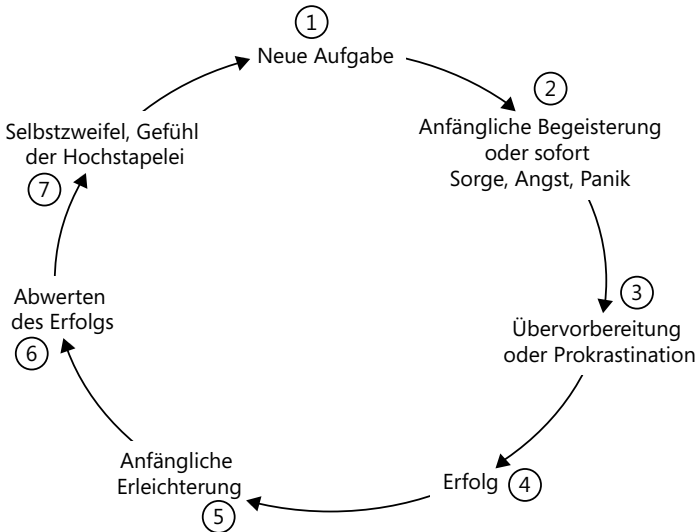 1
Neue Aufgabe
2
Anfängliche Begeisterung
oder sofort
Sorge, Angst, Panik
3
Übervorbereitung
oder Prokrastination
Erfolg 4
Anfängliche
Erleichterung
5
Abwerten
des Erfolgs
6
Selbstzweifel, Gefühl
der Hochstapelei
7